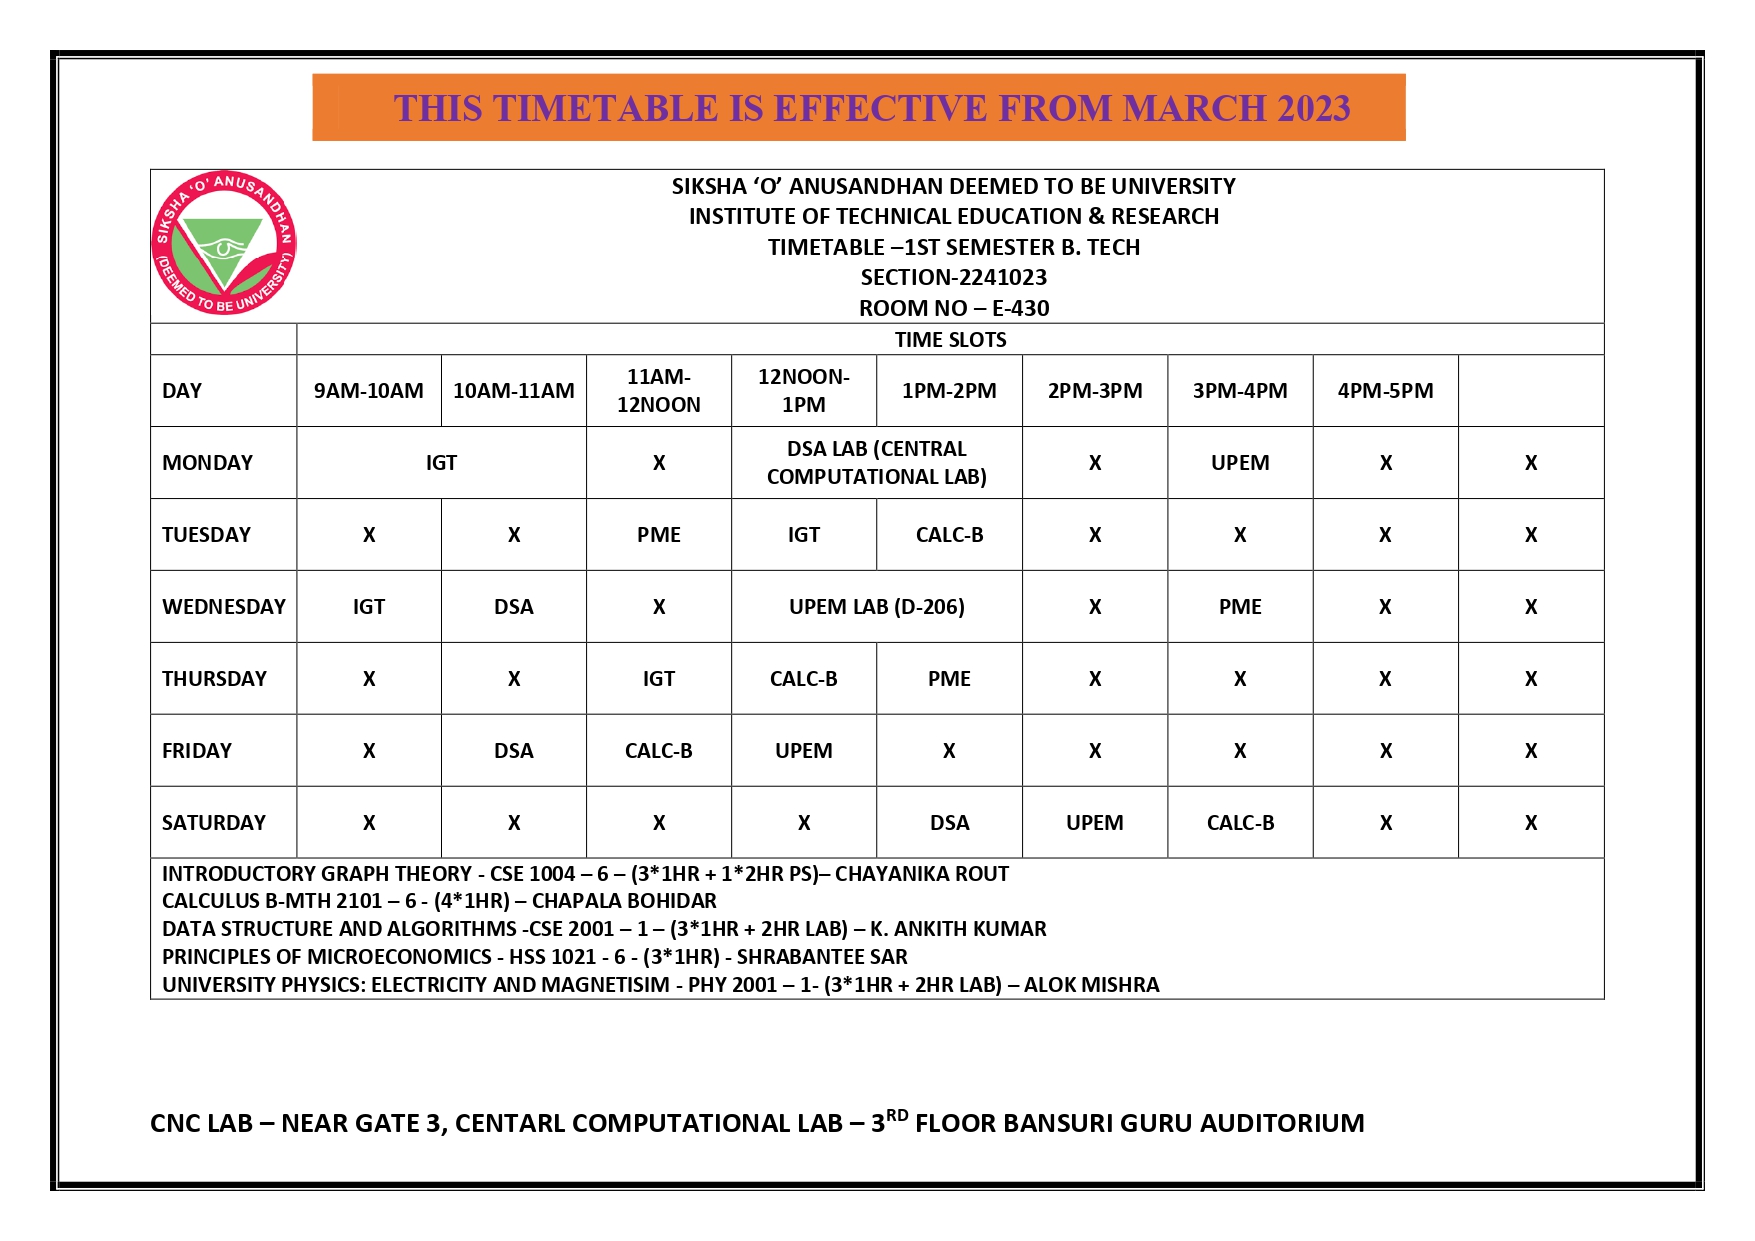 THIS TIMETABLE IS EFFECTIVE FROM MARCH 2023
SIKSHA 'O' ANUSANDHAN
(DEEMED TO BE UNIVERSITY)
SIKSHA ‘O’ ANUSANDHAN DEEMED TO BE UNIVERSITY
INSTITUTE OF TECHNICAL EDUCATION & RESEARCH
TIMETABLE –1ST SEMESTER B. TECH
SECTION-2241023
ROOM NO – E-430
TIME SLOTS
DAY 9AM-10AM 10AM-11AM 11AM-12NOON 12NOON-1PM 1PM-2PM 2PM-3PM 3PM-4PM 4PM-5PM
MONDAY IGT X DSA LAB (CENTRAL COMPUTATIONAL LAB) X UPEM X X
TUESDAY X X PME IGT CALC-B X X X X
WEDNESDAY IGT DSA X UPEM LAB (D-206) X PME X X
THURSDAY X X IGT CALC-B PME X X X X
FRIDAY X DSA CALC-B UPEM X X X X X
SATURDAY X X X X DSA UPEM CALC-B X X
INTRODUCTORY GRAPH THEORY - CSE 1004 – 6 – (3*1HR + 1*2HR PS)– CHAYANIKA ROUT
CALCULUS B-MTH 2101 – 6 - (4*1HR) – CHAPALA BOHIDAR
DATA STRUCTURE AND ALGORITHMS -CSE 2001 – 1 – (3*1HR + 2HR LAB) – K. ANKITH KUMAR
PRINCIPLES OF MICROECONOMICS - HSS 1021 - 6 - (3*1HR) - SHRABANTEE SAR
UNIVERSITY PHYSICS: ELECTRICITY AND MAGNETISIM - PHY 2001 – 1- (3*1HR + 2HR LAB) – ALOK MISHRA
CNC LAB – NEAR GATE 3, CENTARL COMPUTATIONAL LAB – 3RD FLOOR BANSURI GURU AUDITORIUM